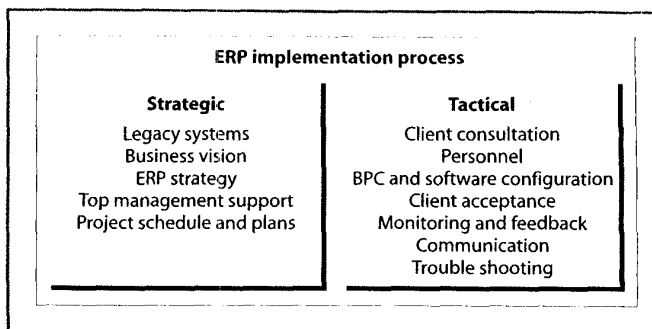 ERP implementation process
Strategic
Legacy systems
Business vision
ERP strategy
Top management support
Project schedule and plans
Tactical
Client consultation
Personnel
BPC and software configuration
Client acceptance
Monitoring and feedback
Communication
Trouble shooting